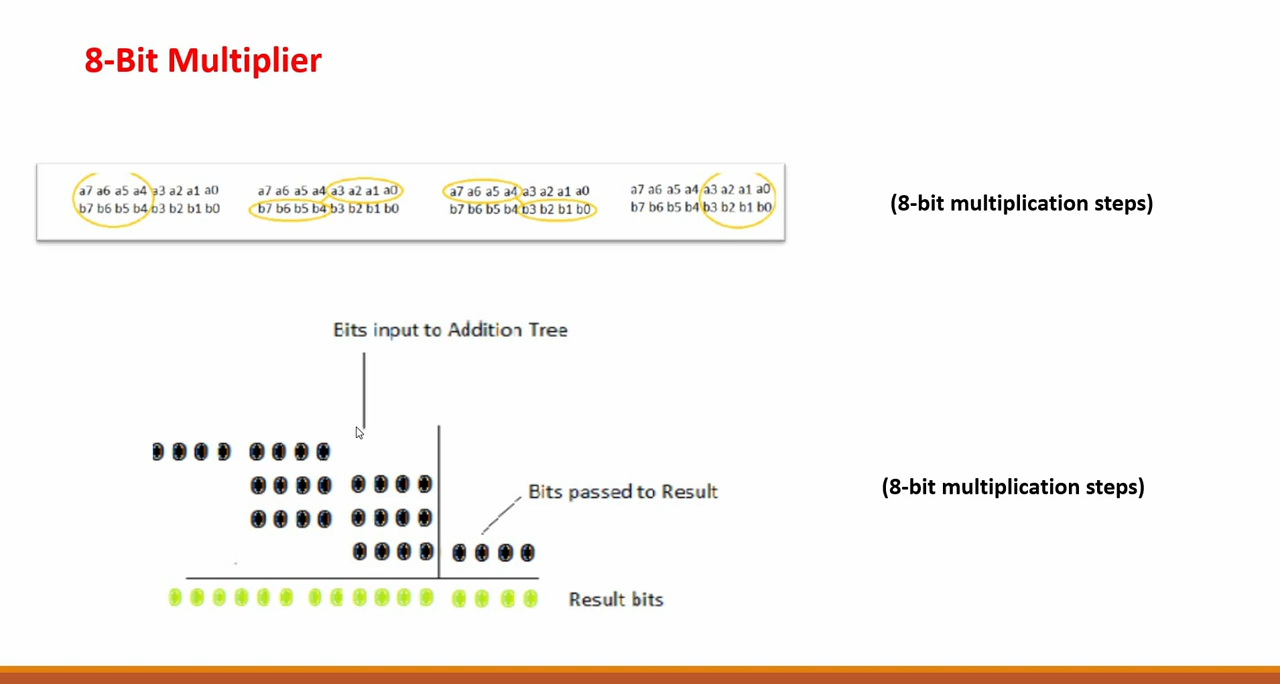 8-Bit Multiplier
a7 a6 a5 a4 a3 a2 a1 a0
b7 b6 b5 b4 b3 b2 b1 b0
a7 a6 a5 a4 a3 a2 a1 a0
b7 b6 b5 b4 b3 b2 b1 b0
a7 a6 a5 a4 a3 a2 a1 a0
b7 b6 b5 b4 b3 b2 b1 b0
a7 a6 a5 a4 a3 a2 a1 a0
b7 b6 b5 b4 b3 b2 b1 b0
(8-bit multiplication steps)
Bits input to Addition Tree
Bits passed to Result
(8-bit multiplication steps)
Result bits